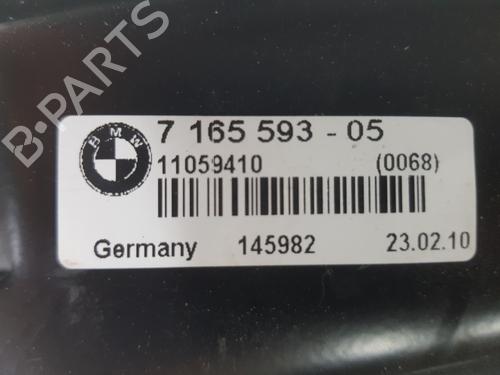 BMW
7 165 593 - 05
11059410 (0068)
Germany 145982 23.02.10
B-PARTS